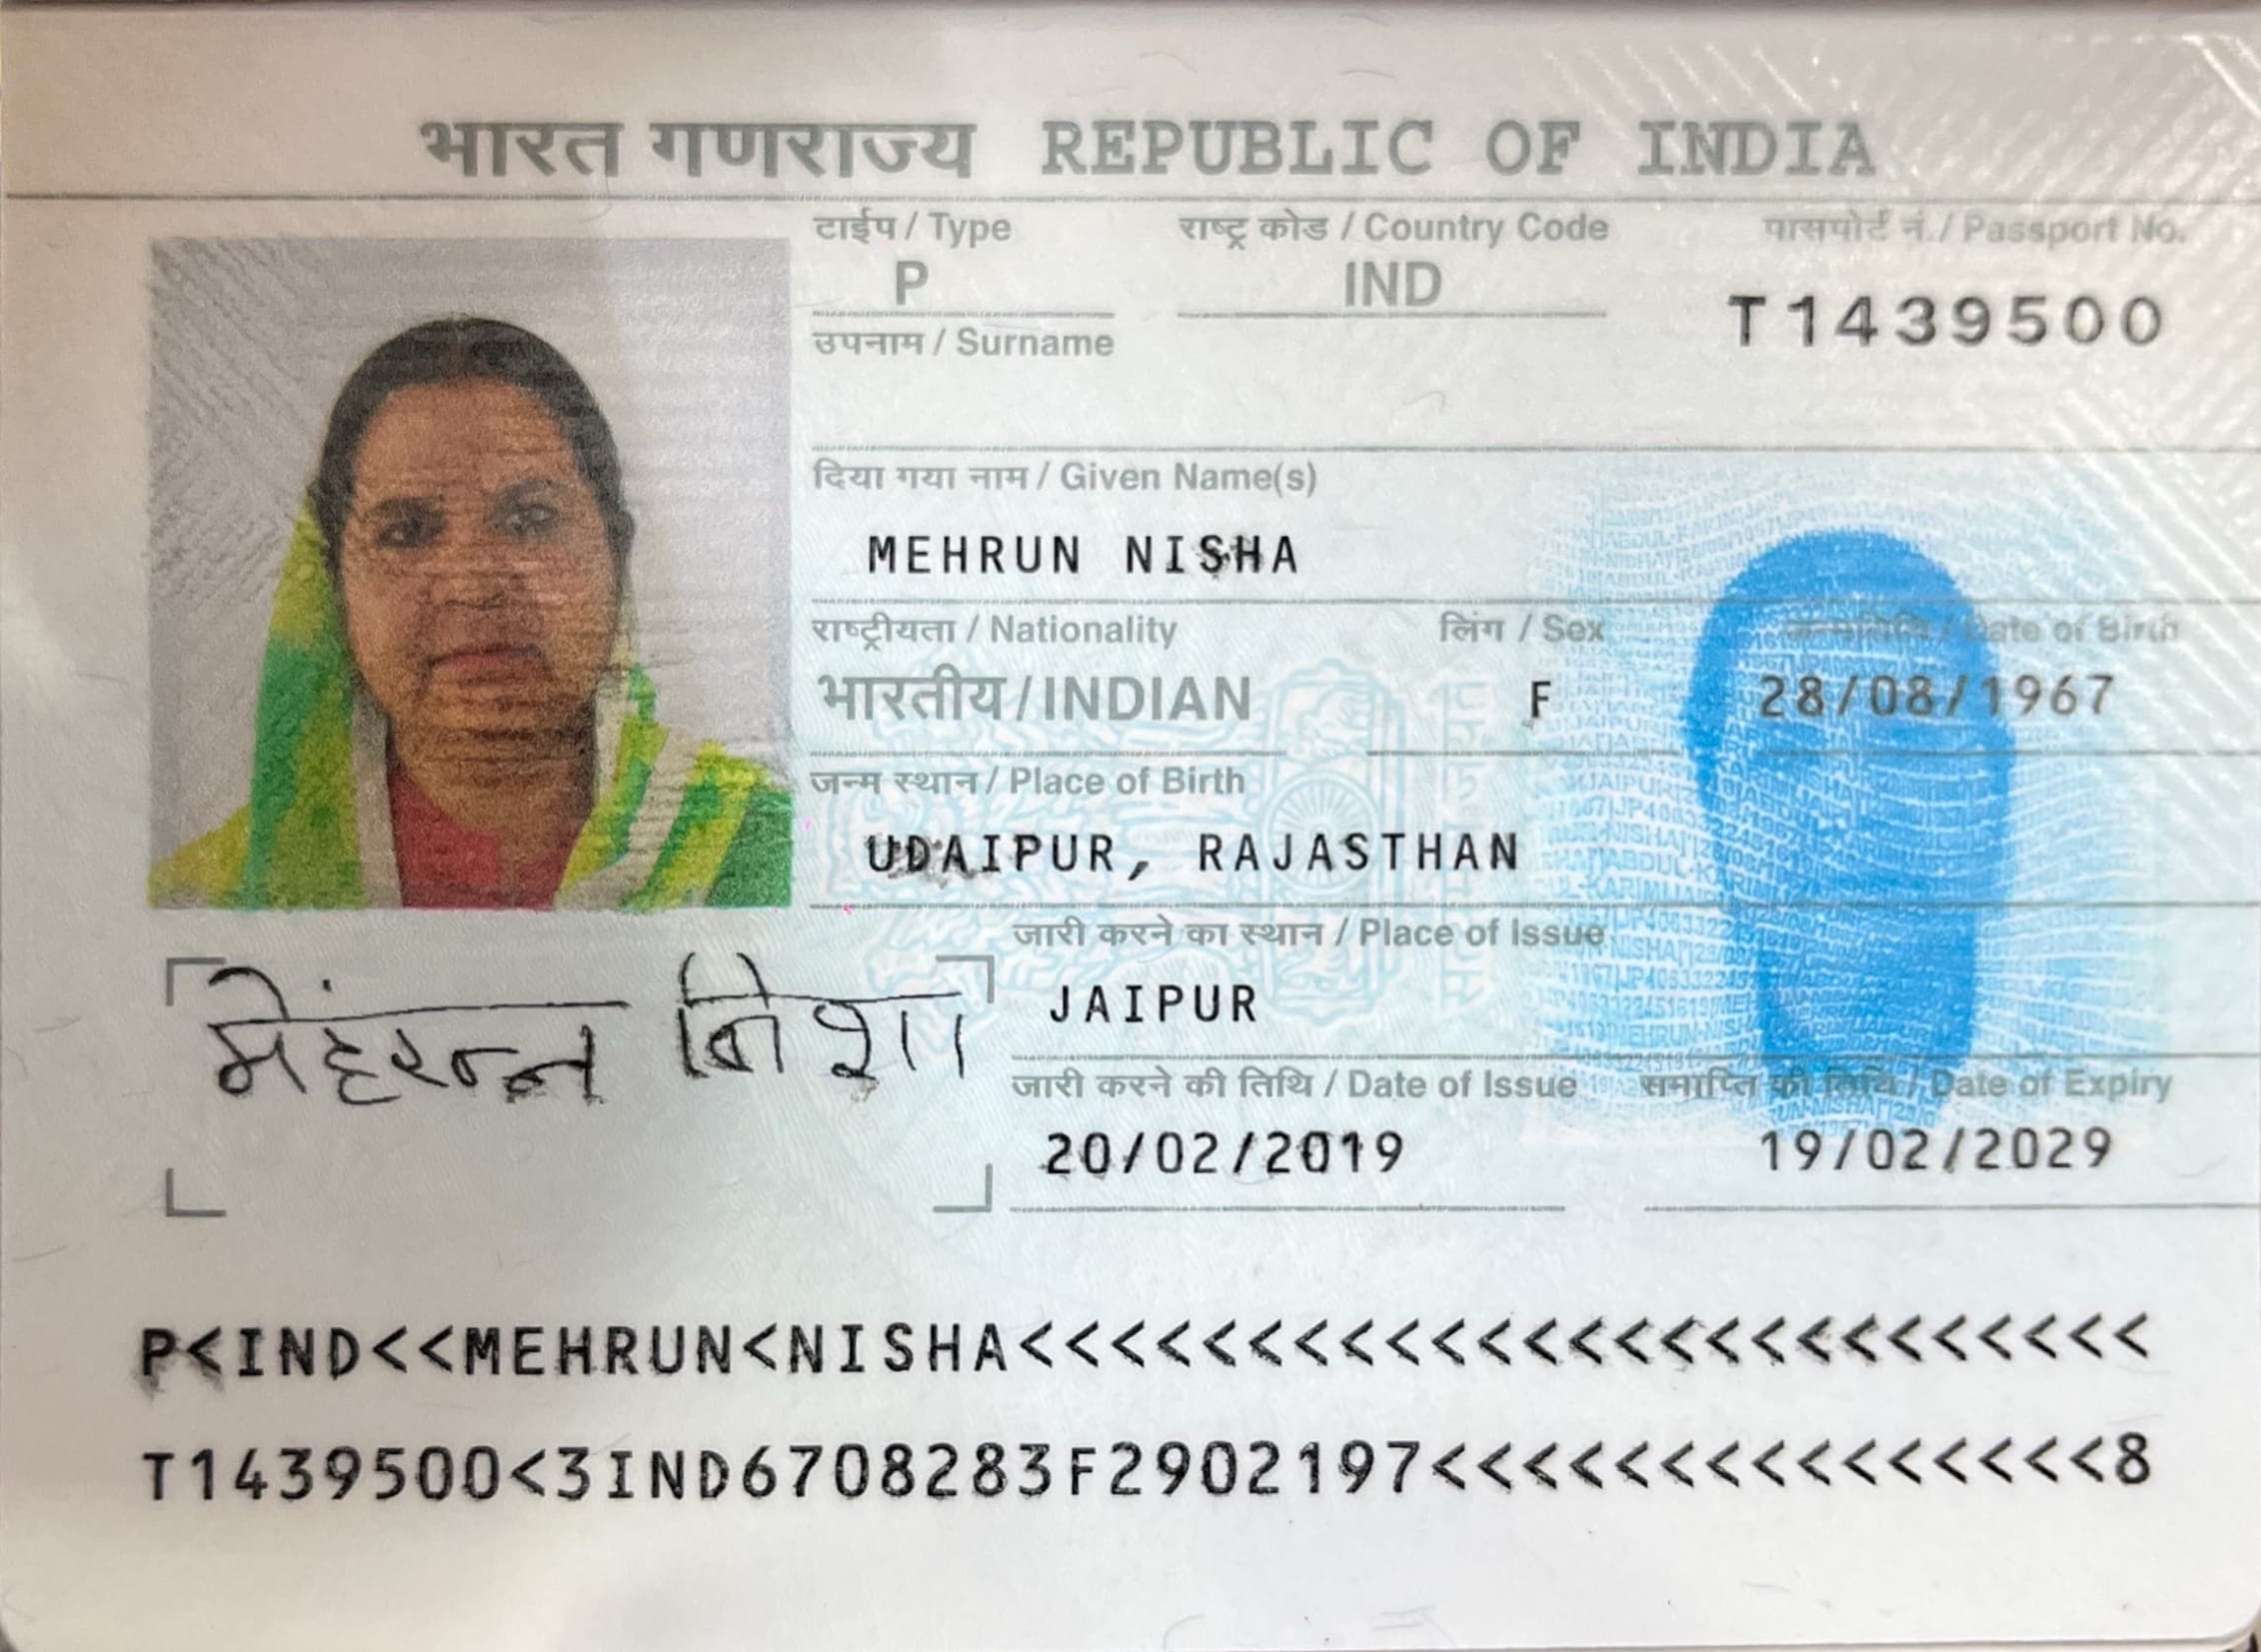 भारत गणराज्य REPUBLIC OF INDIA
टाईप / Type राष्ट्र कोड / Country Code पासपोर्ट नं. / Passport No.
P IND T1439500
उपनाम / Surname
दिया गया नाम / Given Name(s)
MEHRUN NISHA
राष्ट्रीयता / Nationality लिंग / Sex जन्मतिथि / Date of Birth
भारतीय / INDIAN F 28/08/1967
जन्म स्थान / Place of Birth
UDAIPUR, RAJASTHAN
जारी करने का स्थान / Place of Issue
JAIPUR
मेंहरुन्न निशा
जारी करने की तिथि / Date of Issue समाप्ति की तिथि / Date of Expiry
20/02/2019 19/02/2029
P<IND<<MEHRUN<NISHA<<<<<<<<<<<<<<<<<<<<<<<<<
T1439500<3IND6708283F2902197<<<<<<<<<<<<<<<8